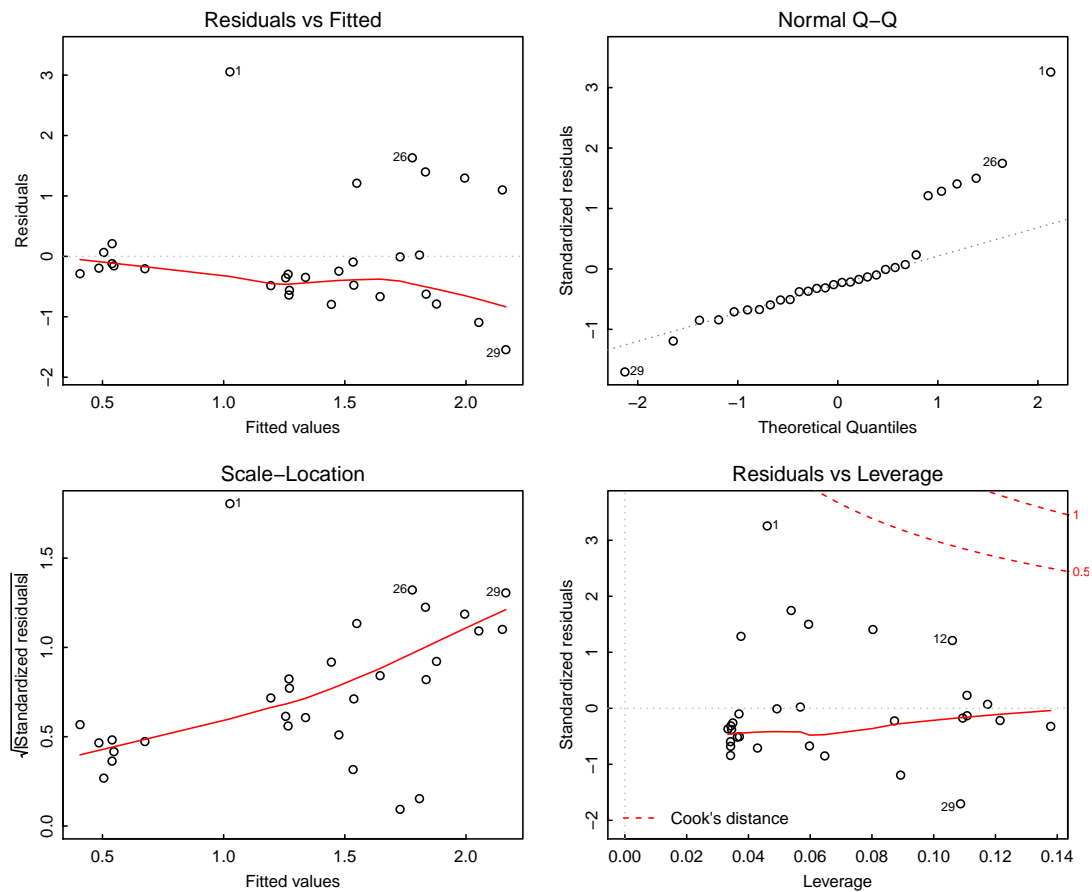 Residuals vs Fitted
Residuals
−2 −1 0 1 2 3
1
26
29
0.5 1.0 1.5 2.0
Fitted values
Normal Q−Q
Standardized residuals
−1 0 1 2 3
1
26
29
−2 −1 0 1 2
Theoretical Quantiles
Scale−Location
√|Standardized residuals|
0.0 0.5 1.0 1.5
1
26
29
0.5 1.0 1.5 2.0
Fitted values
Residuals vs Leverage
Standardized residuals
−2 −1 0 1 2 3
1
1
0.5
12
29
Cook's distance
0.00 0.02 0.04 0.06 0.08 0.10 0.12 0.14
Leverage